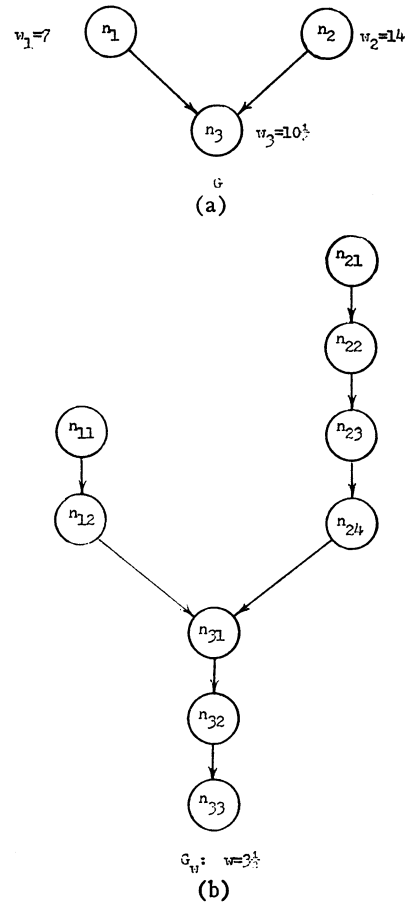 w₁=7
n₁
n₂
w₂=14
n₃
w₃=10½
G
(a)
n₂₁
n₂₂
n₂₃
n₂₄
n₁₁
n₁₂
n₃₁
n₃₂
n₃₃
G_w: w=3½
(b)